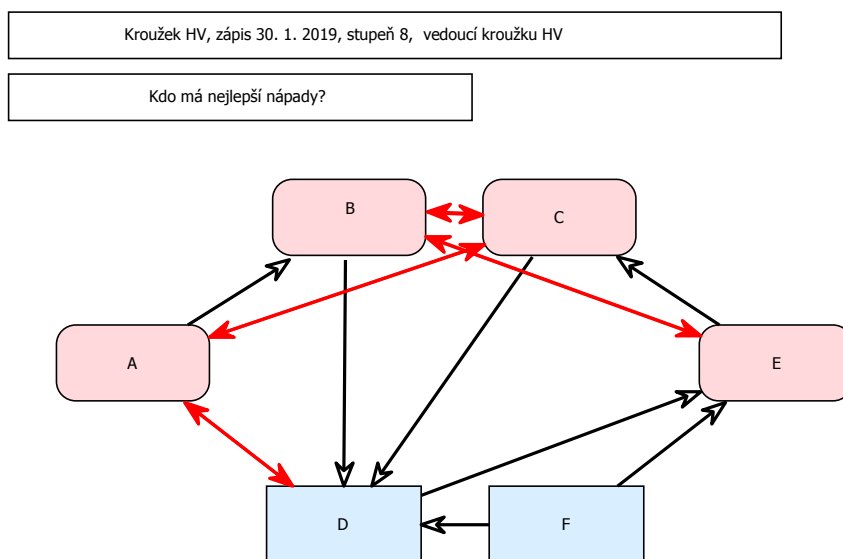 Kroužek HV, zápis 30. 1. 2019, stupeň 8,  vedoucí kroužku HV
Kdo má nejlepší nápady?
B
C
A
E
D
F